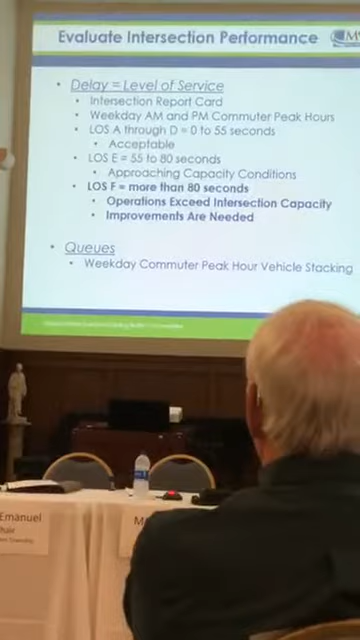 Evaluate Intersection Performance
• Delay = Level of Service
• Intersection Report Card
• Weekday AM and PM Commuter Peak Hours
• LOS A through D = 0 to 55 seconds
• Acceptable
• LOS E = 55 to 80 seconds
• Approaching Capacity Conditions
• LOS F = more than 80 seconds
• Operations Exceed Intersection Capacity
• Improvements Are Needed
• Queues
• Weekday Commuter Peak Hour Vehicle Stacking
Emanuel